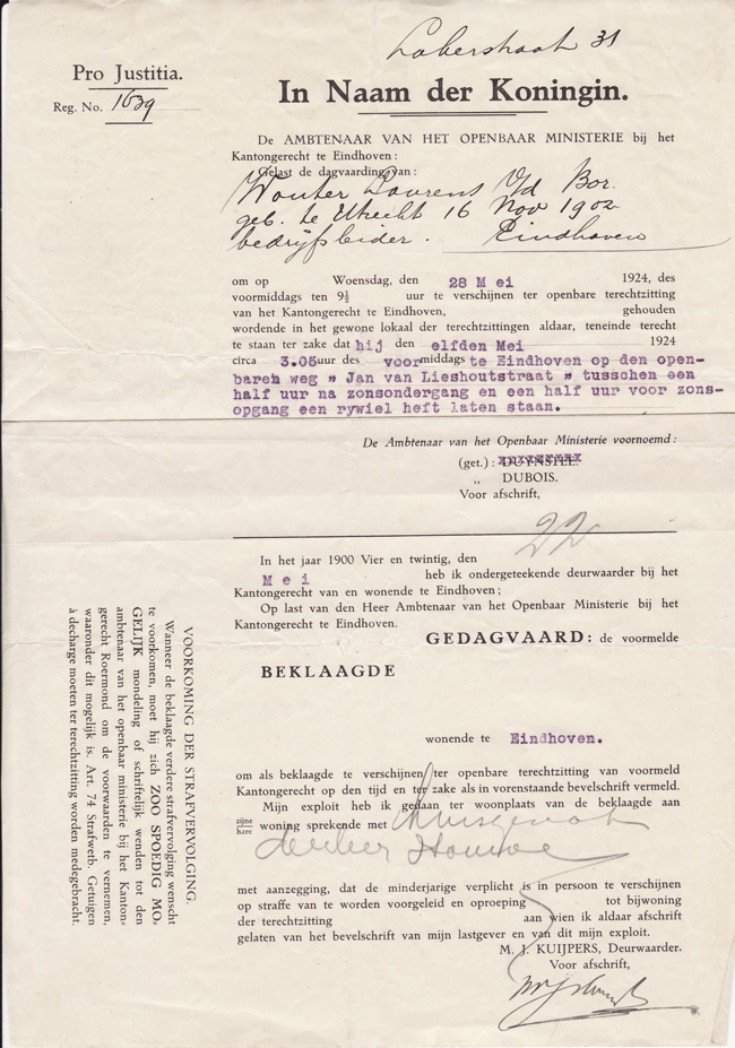 31
Pro Justitia.
Reg. No. 1639
In Naam der Koningin.
De AMBTENAAR VAN HET OPENBAAR MINISTERIE bij het
Kantongerecht te Eindhoven :
Gelast de dagvaarding van :
Wouter Laurens v/d Bor.
geb. te Utrecht 16 Nov 1902
bedrijfsleider. Eindhoven
om op Woensdag, den 28 Mei 1924, des
voormiddags ten 9½ uur te verschijnen ter openbare terechtzitting
van het Kantongerecht te Eindhoven, gehouden
wordende in het gewone lokaal der terechtzittingen aldaar, teneinde terecht
te staan ter zake dat hij den elfden Mei 1924
circa 3.05 uur des voormiddags te Eindhoven op den open-
baren weg " Jan van Lieshoutstraat " tusschen een
half uur na zonsondergang en een half uur voor zons-
opgang een rywiel heft laten staan.
De Ambtenaar van het Openbaar Ministerie voornoemd :
(get.) : DUYNSTEE.
„ DUBOIS.
Voor afschrift,
22
In het jaar 1900 Vier en twintig, den
Mei heb ik ondergeteekende deurwaarder bij het
Kantongerecht van en wonende te Eindhoven ;
Op last van den Heer Ambtenaar van het Openbaar Ministerie bij het
Kantongerecht te Eindhoven.
GEDAGVAARD: de voormelde
BEKLAAGDE
wonende te Eindhoven.
om als beklaagde te verschijnen ter openbare terechtzitting van voormeld
Kantongerecht op den tijd en ter zake als in vorenstaande bevelschrift vermeld.
Mijn exploit heb ik gedaan ter woonplaats van de beklaagde aan
zijne
hare woning sprekende met huisgenoot
den heer
met aanzegging, dat de minderjarige verplicht is in persoon te verschijnen
op straffe van te worden voorgeleid en oproeping tot bijwoning
der terechtzitting aan wien ik aldaar afschrift
gelaten van het bevelschrift van mijn lastgever en van dit mijn exploit.
M. J. KUIJPERS, Deurwaarder.
Voor afschrift,
VOORKOMING DER STRAFVERVOLGING.
Wanneer de beklaagde verdere strafvervolging wenscht
te voorkomen, moet hij zich ZOO SPOEDIG MO-
GELIJK mondeling of schriftelijk wenden tot den
ambtenaar van het openbaar ministerie bij het Kanton-
gerecht Roermond om de voorwaarden te vernemen,
waaronder dit mogelijk is. Art. 74 Strafwetb. Getuigen
à decharge moeten ter terechtzitting worden medegebracht.